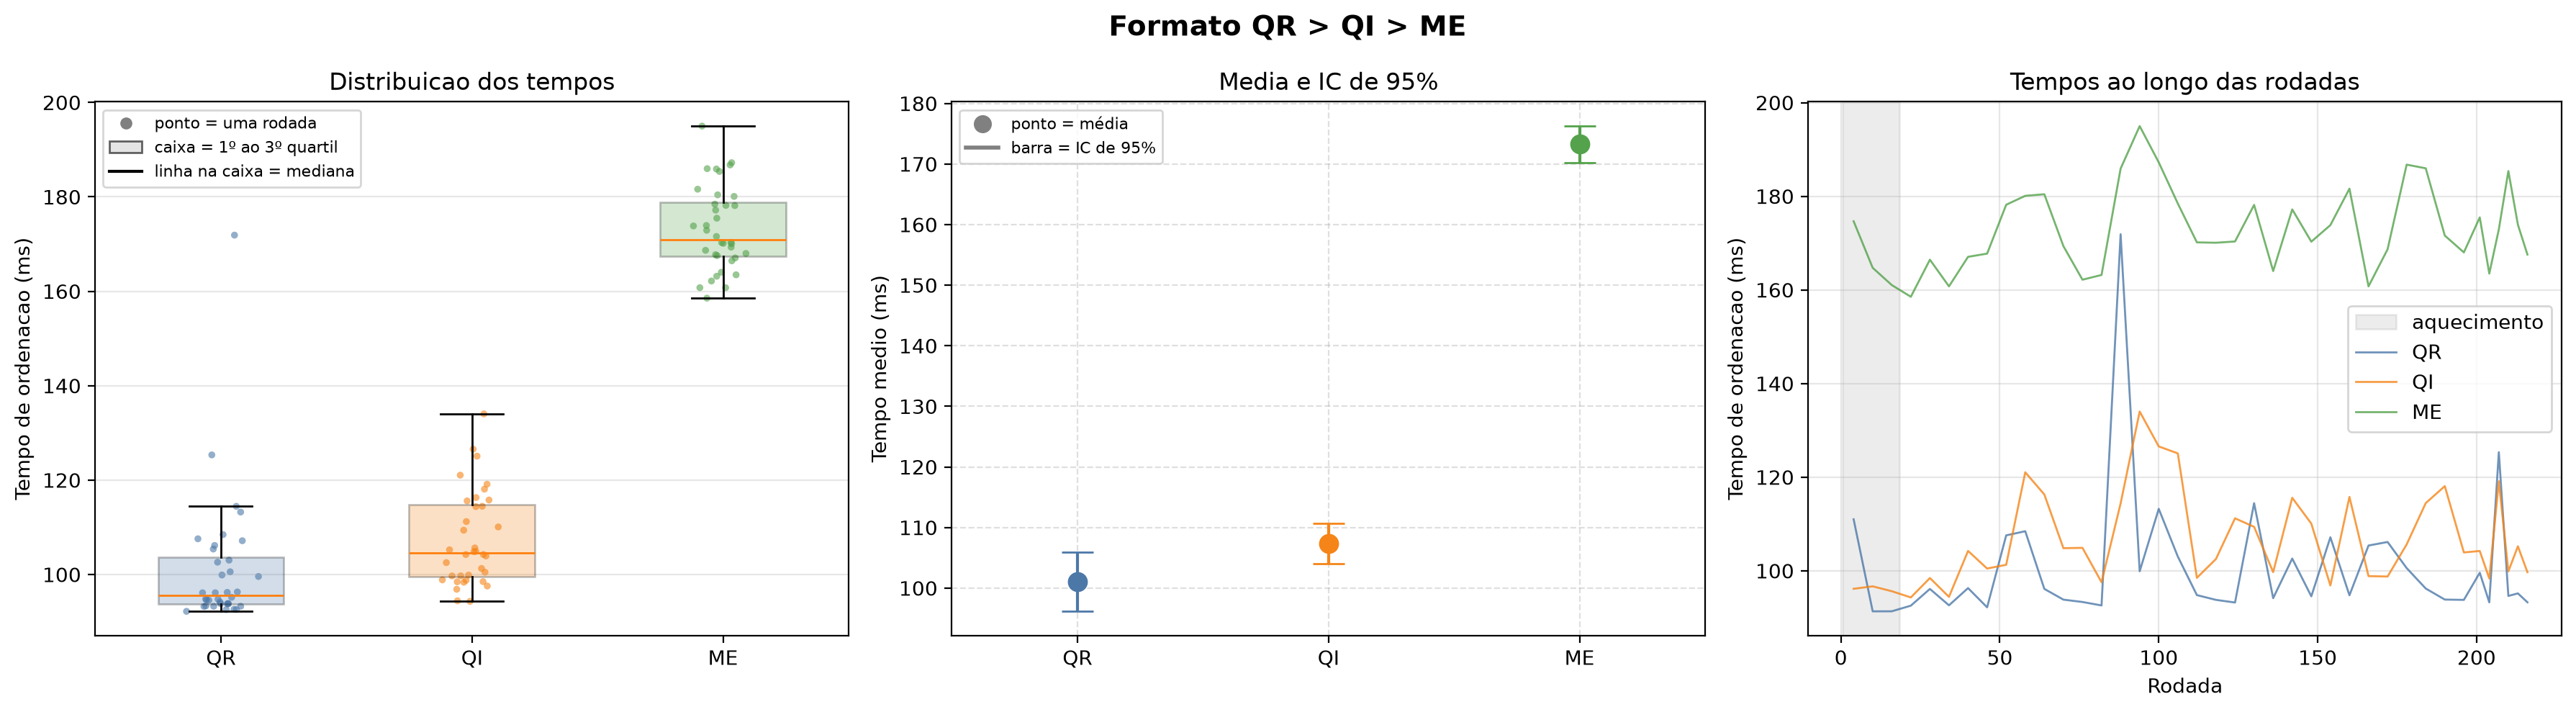 Formato QR > QI > ME
Distribuicao dos tempos
200
180
160
140
120
100
Tempo de ordenacao (ms)
ponto = uma rodada
caixa = 1º ao 3º quartil
linha na caixa = mediana
QR
QI
ME
Media e IC de 95%
180
170
160
150
140
130
120
110
100
Tempo medio (ms)
ponto = média
barra = IC de 95%
QR
QI
ME
Tempos ao longo das rodadas
200
180
160
140
120
100
Tempo de ordenacao (ms)
aquecimento
QR
QI
ME
0
50
100
150
200
Rodada